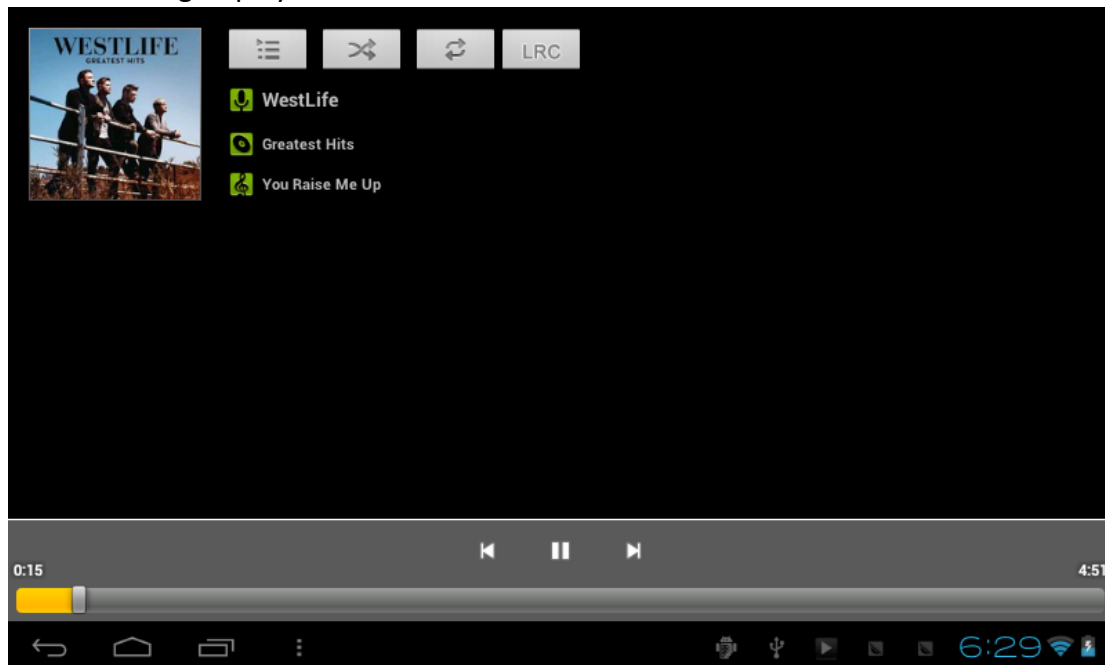 WESTLIFE
GREATEST HITS
LRC
WestLife
Greatest Hits
You Raise Me Up
0:15
4:51
6:29